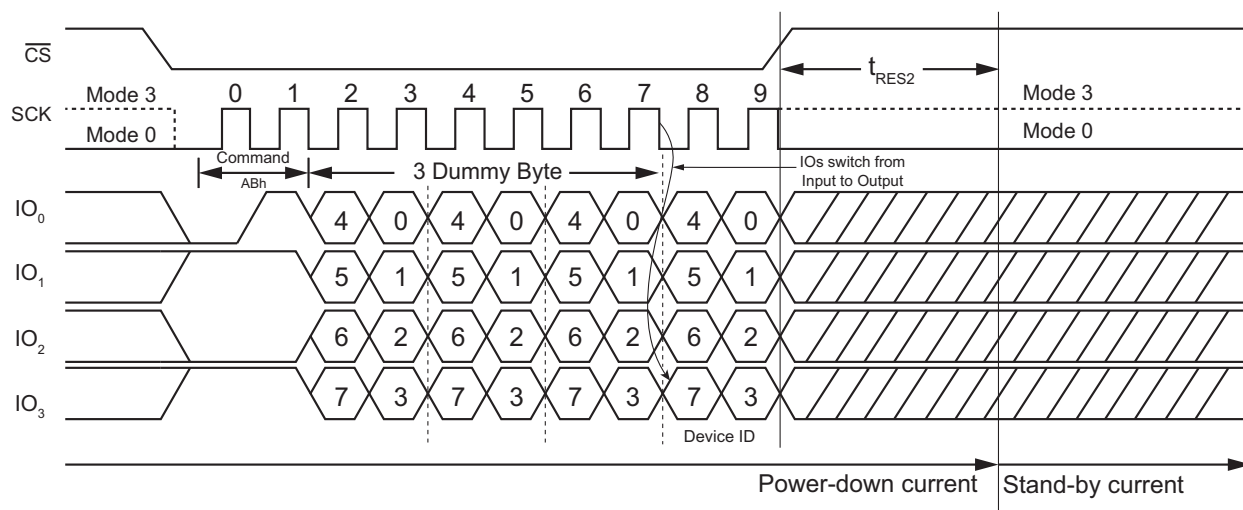 CS
tRES2
Mode 3 0 1 2 3 4 5 6 7 8 9 Mode 3
SCK
Mode 0 Mode 0
Command
ABh
3 Dummy Byte
IOs switch from
Input to Output
IO0 4 0 4 0 4 0 4 0
IO1 5 1 5 1 5 1 5 1
IO2 6 2 6 2 6 2 6 2
IO3 7 3 7 3 7 3 7 3
Device ID
Power-down current Stand-by current